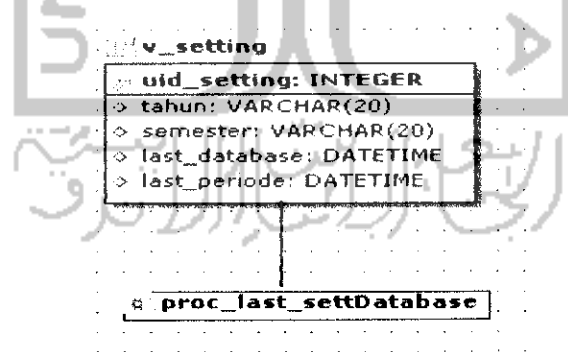 v_setting
uid_setting: INTEGER
tahun: VARCHAR(20)
semester: VARCHAR(20)
last_database: DATETIME
last_periode: DATETIME
proc_last_settDatabase